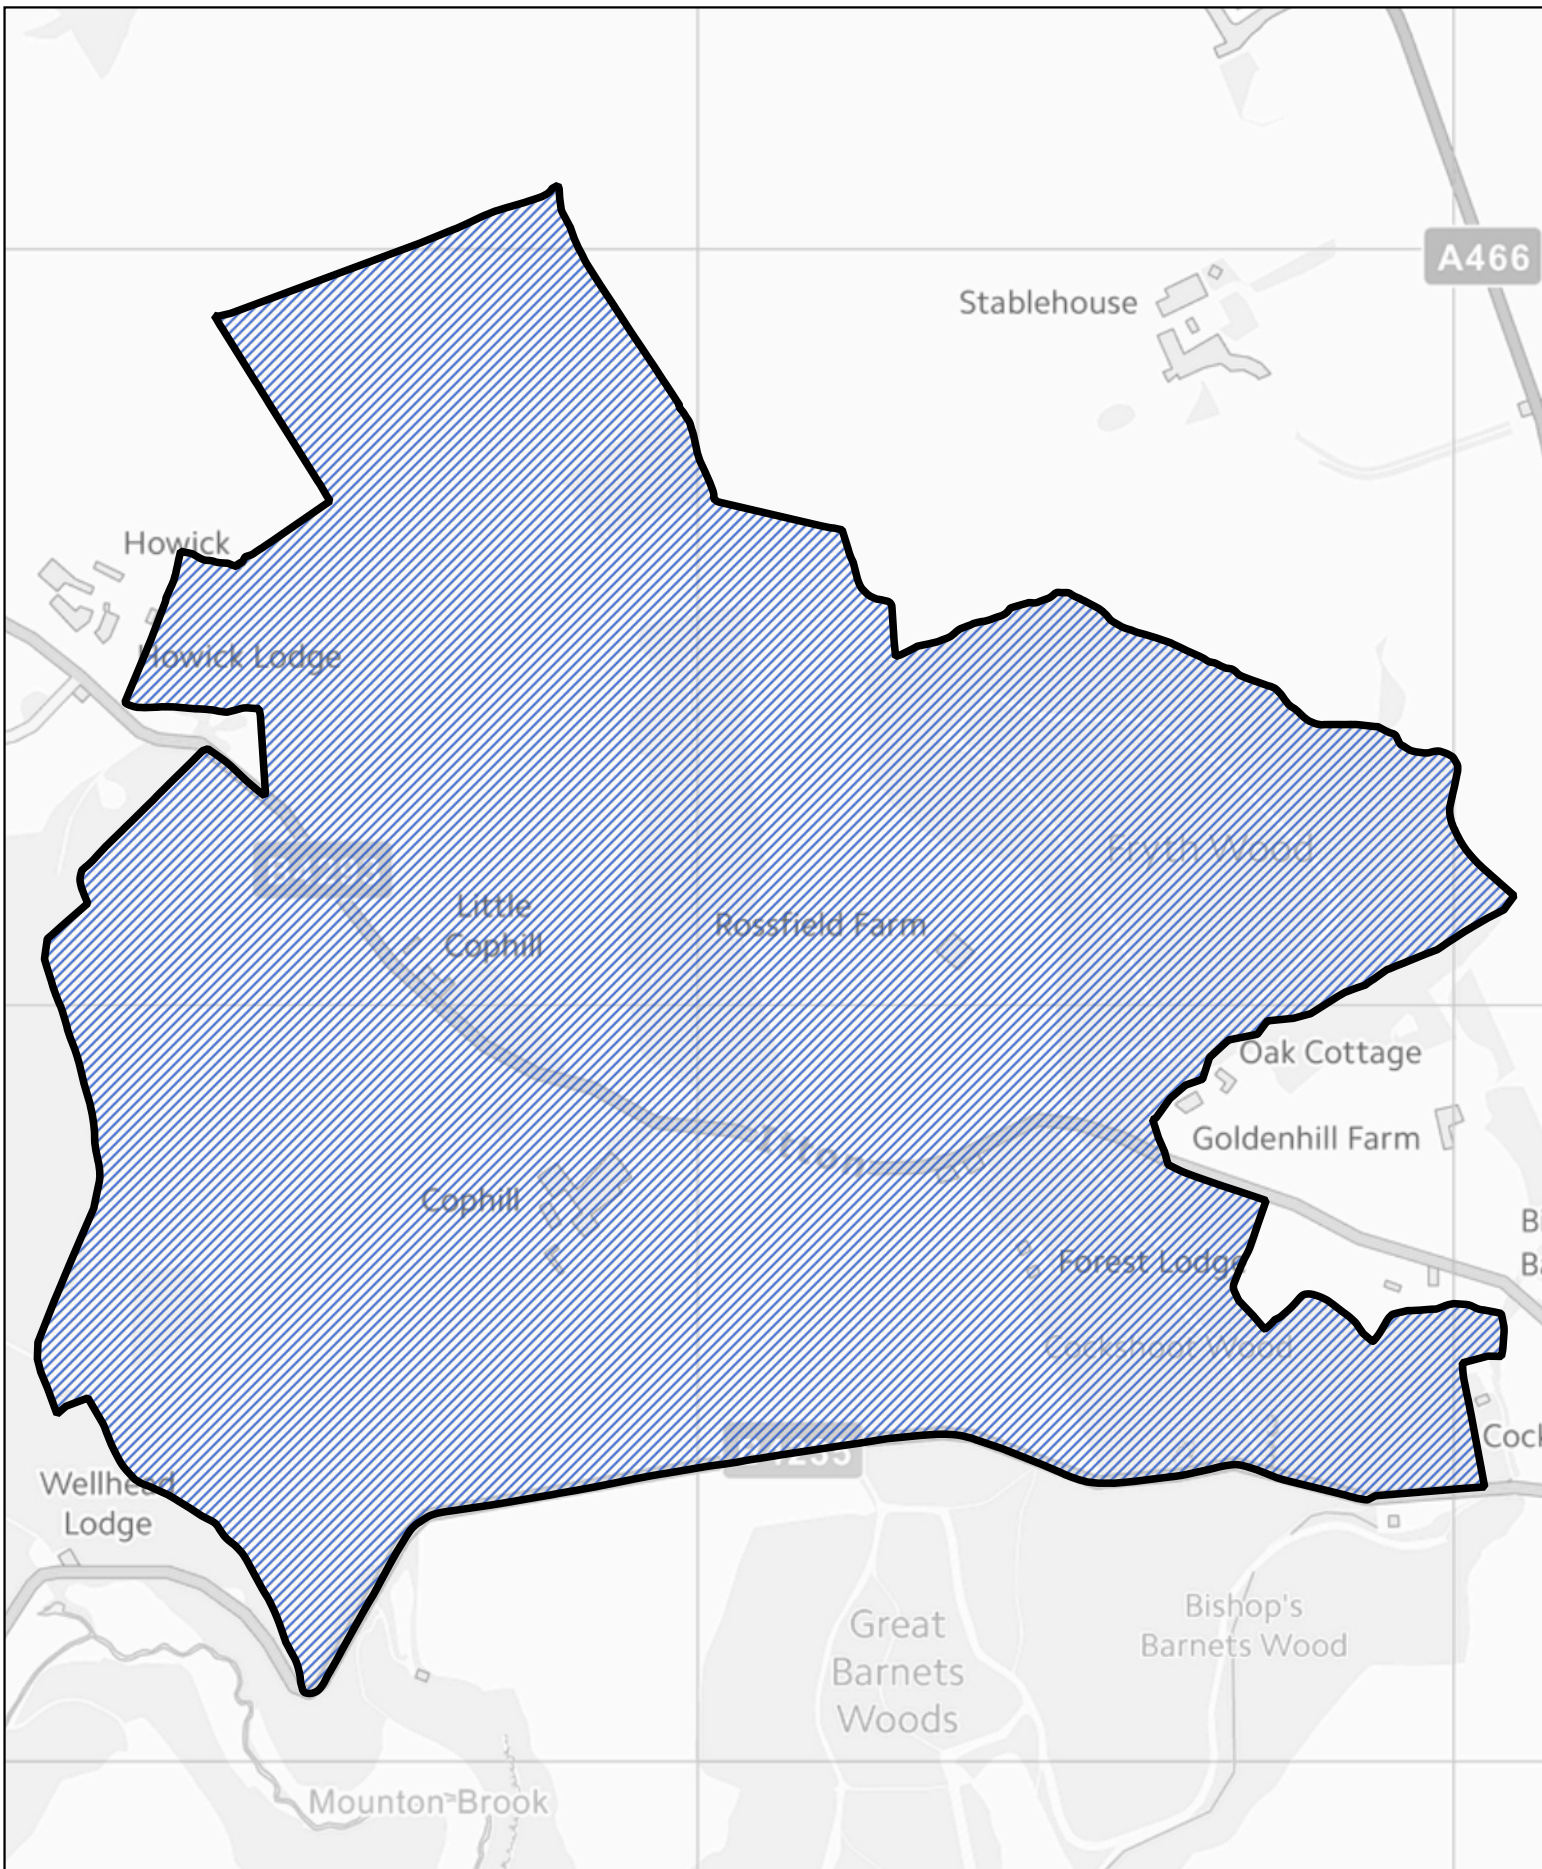 A466
Stablehouse
Howick
Howick Lodge
Fryth Wood
Little
Cophill
Rossfield Farm
Oak Cottage
Goldenhill Farm
Itton
Cophill
Forest Lodge
Cockshoot Wood
Wellhead
Lodge
Great
Barnets
Woods
Bishop's
Barnets Wood
Mounton Brook